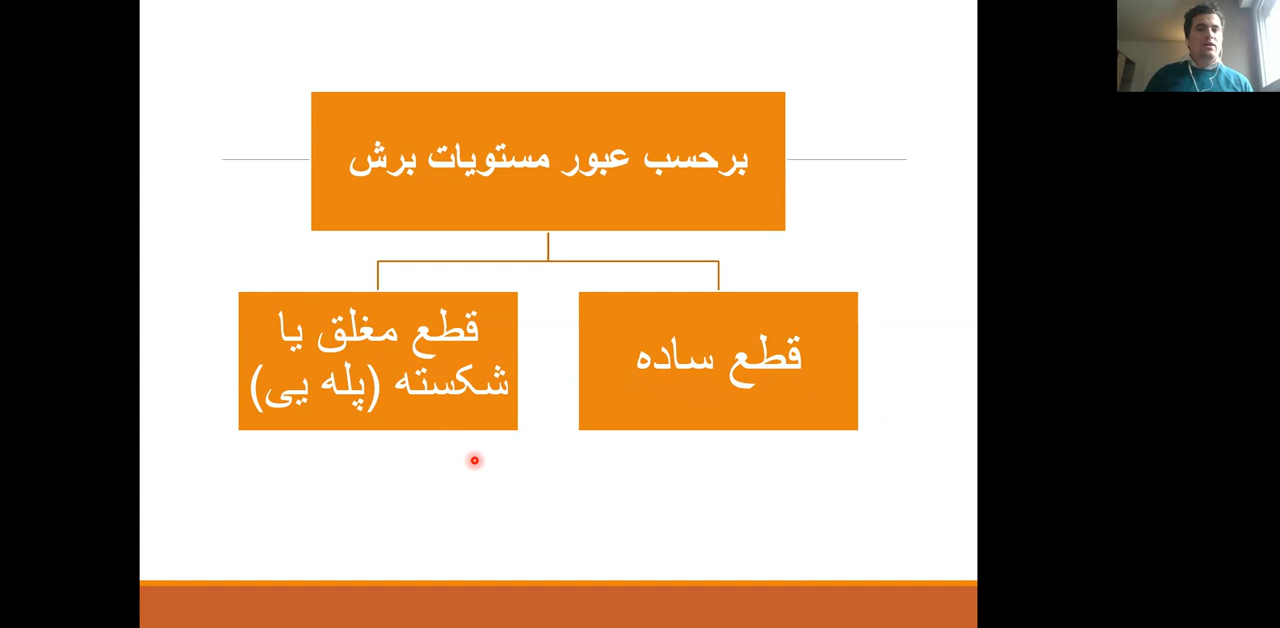 برحسب عبور مستویات برش
قطع ساده
قطع مغلق یا
شکسته (پله یی)